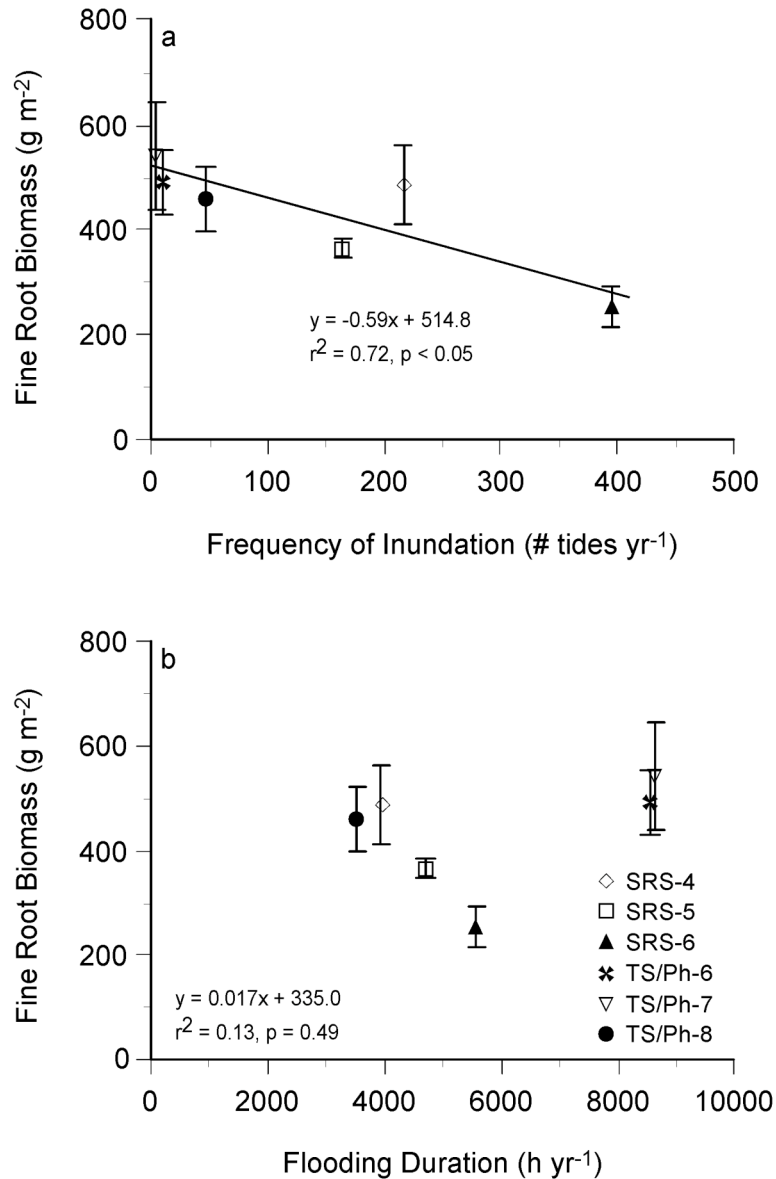 a
800
600
400
200
0
Fine Root Biomass (g m-2)
y = -0.59x + 514.8
r2 = 0.72, p < 0.05
0 100 200 300 400 500
Frequency of Inundation (# tides yr-1)
b
800
600
400
200
0
Fine Root Biomass (g m-2)
SRS-4
SRS-5
SRS-6
TS/Ph-6
TS/Ph-7
TS/Ph-8
y = 0.017x + 335.0
r2 = 0.13, p = 0.49
0 2000 4000 6000 8000 10000
Flooding Duration (h yr-1)